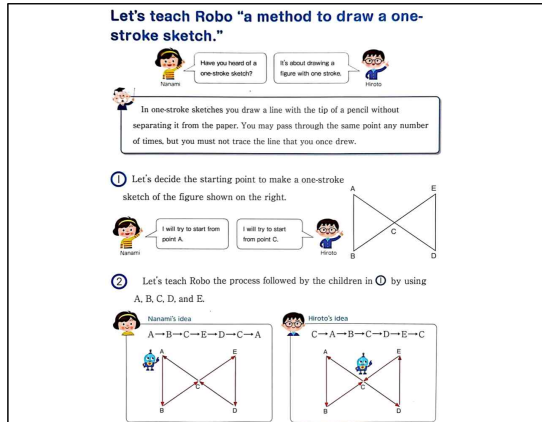 Let's teach Robo "a method to draw a one-
stroke sketch."
Have you heard of a
one-stroke sketch?
It's about drawing a
figure with one stroke.
Nanami
Hiroto
In one-stroke sketches you draw a line with the tip of a pencil without
separating it from the paper. You may pass through the same point any number
of times, but you must not trace the line that you once drew.
① Let's decide the starting point to make a one-stroke
sketch of the figure shown on the right.
I will try to start from
point A.
I will try to start
from point C.
Nanami
Hiroto
A
E
C
B
D
② Let's teach Robo the process followed by the children in ① by using
A, B, C, D, and E.
Nanami's idea
A→B→C→E→D→C→A
A
E
C
B
D
Hiroto's idea
C→A→B→C→D→E→C
A
E
C
B
D